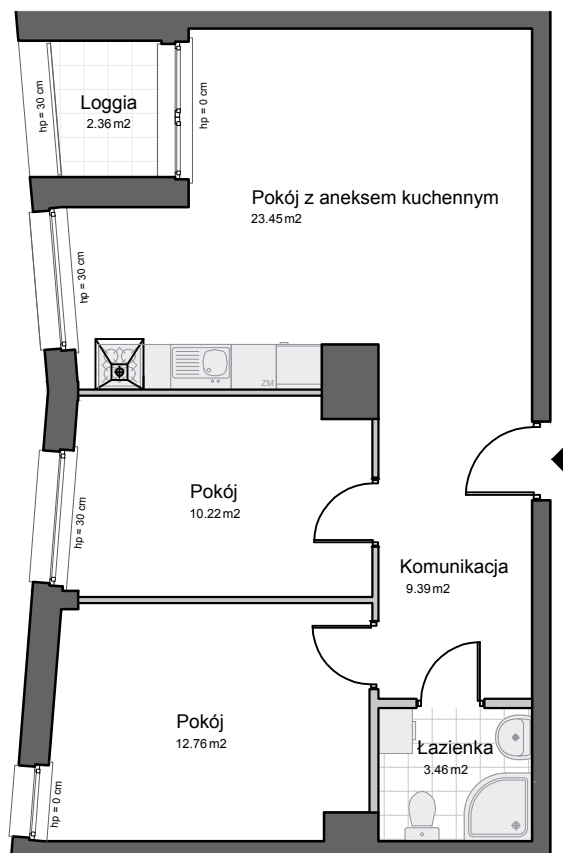 hp = 30 cm
Loggia
2.36 m2
hp = 0 cm
Pokój z aneksem kuchennym
23.45 m2
hp = 30 cm
ZM
Pokój
10.22 m2
hp = 30 cm
Komunikacja
9.39 m2
Pokój
12.76 m2
Łazienka
3.46 m2
hp = 0 cm